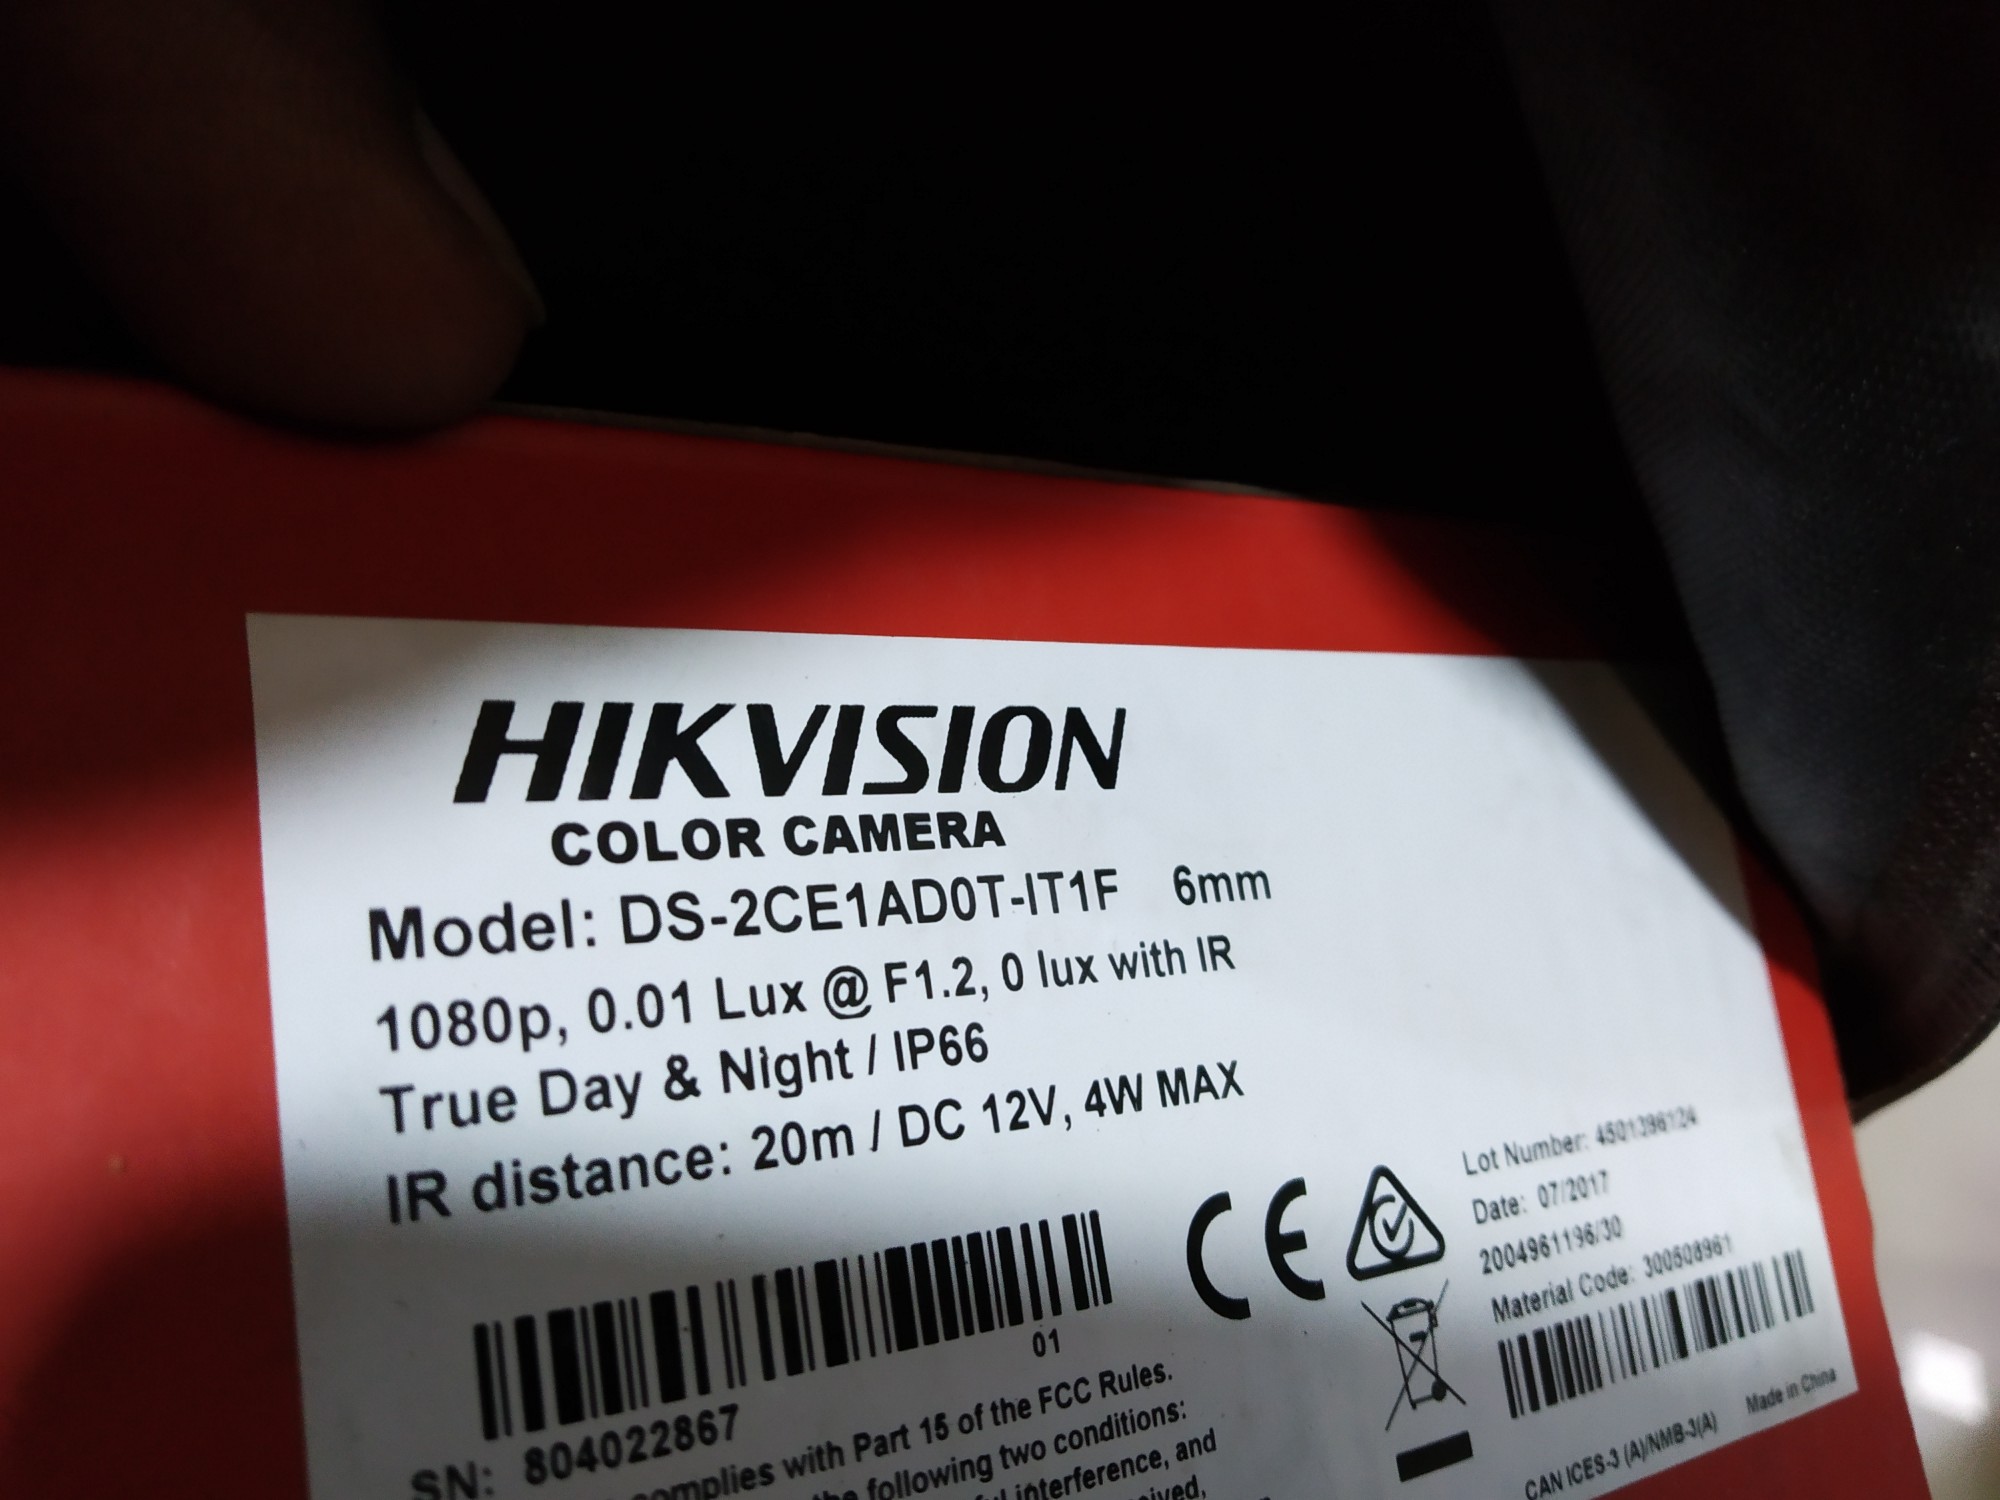 HIKVISION
COLOR CAMERA
Model: DS-2CE1AD0T-IT1F 6mm
1080p, 0.01 Lux @ F1.2, 0 lux with IR
True Day & Night / IP66
IR distance: 20m / DC 12V, 4W MAX
01
SN: 804022867
complies with Part 15 of the FCC Rules.
following two conditions:
interference, and
CE
Lot Number: 4501396124
Date: 07/2017
2004961196/30
Material Code: 300508961
Made in China
CAN ICES-3 (A)/NMB-3(A)